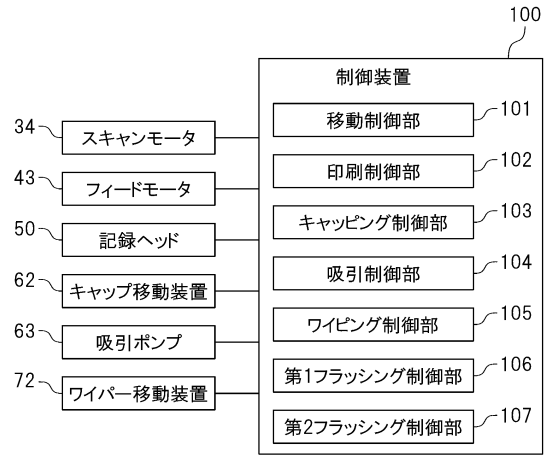 100
制御装置
34
スキャンモータ
43
フィードモータ
50
記録ヘッド
62
キャップ移動装置
63
吸引ポンプ
72
ワイパー移動装置
移動制御部
101
印刷制御部
102
キャッピング制御部
103
吸引制御部
104
ワイピング制御部
105
第1フラッシング制御部
106
第2フラッシング制御部
107